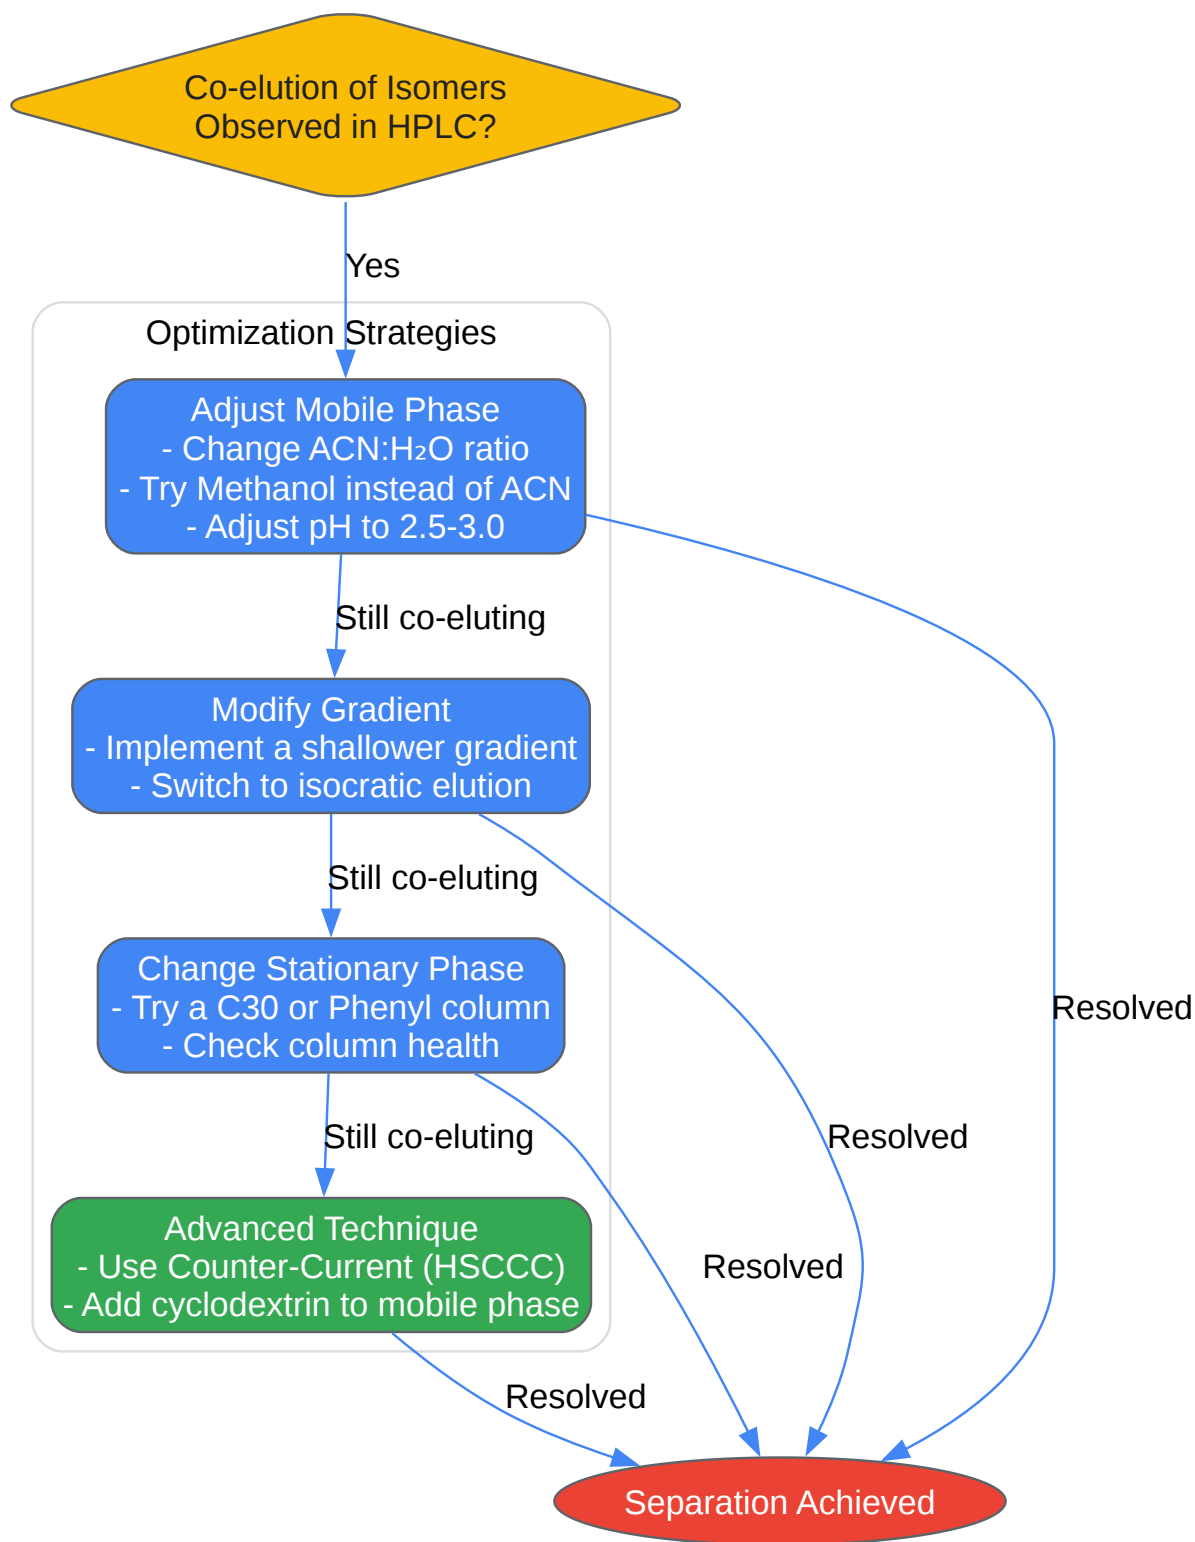 Co-elution of Isomers
Observed in HPLC?
Yes
Optimization Strategies
Adjust Mobile Phase
- Change ACN:H₂O ratio
- Try Methanol instead of ACN
- Adjust pH to 2.5-3.0
Still co-eluting
Modify Gradient
- Implement a shallower gradient
- Switch to isocratic elution
Still co-eluting
Change Stationary Phase
- Try a C30 or Phenyl column
- Check column health
Resolved
Still co-eluting
Resolved
Advanced Technique
- Use Counter-Current (HSCCC)
- Add cyclodextrin to mobile phase
Resolved
Resolved
Separation Achieved